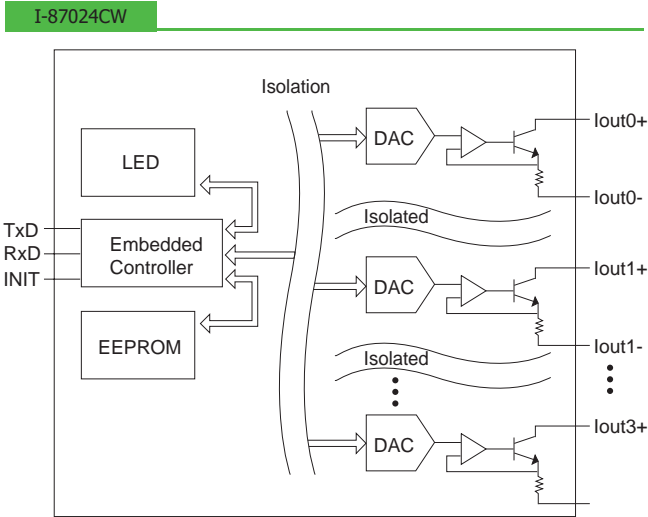 I-87024CW
Isolation
Iout0+
DAC
LED
Iout0-
Isolated
TxD
RxD
INIT
Embedded
Controller
Iout1+
DAC
EEPROM
Iout1-
Isolated
Iout3+
DAC